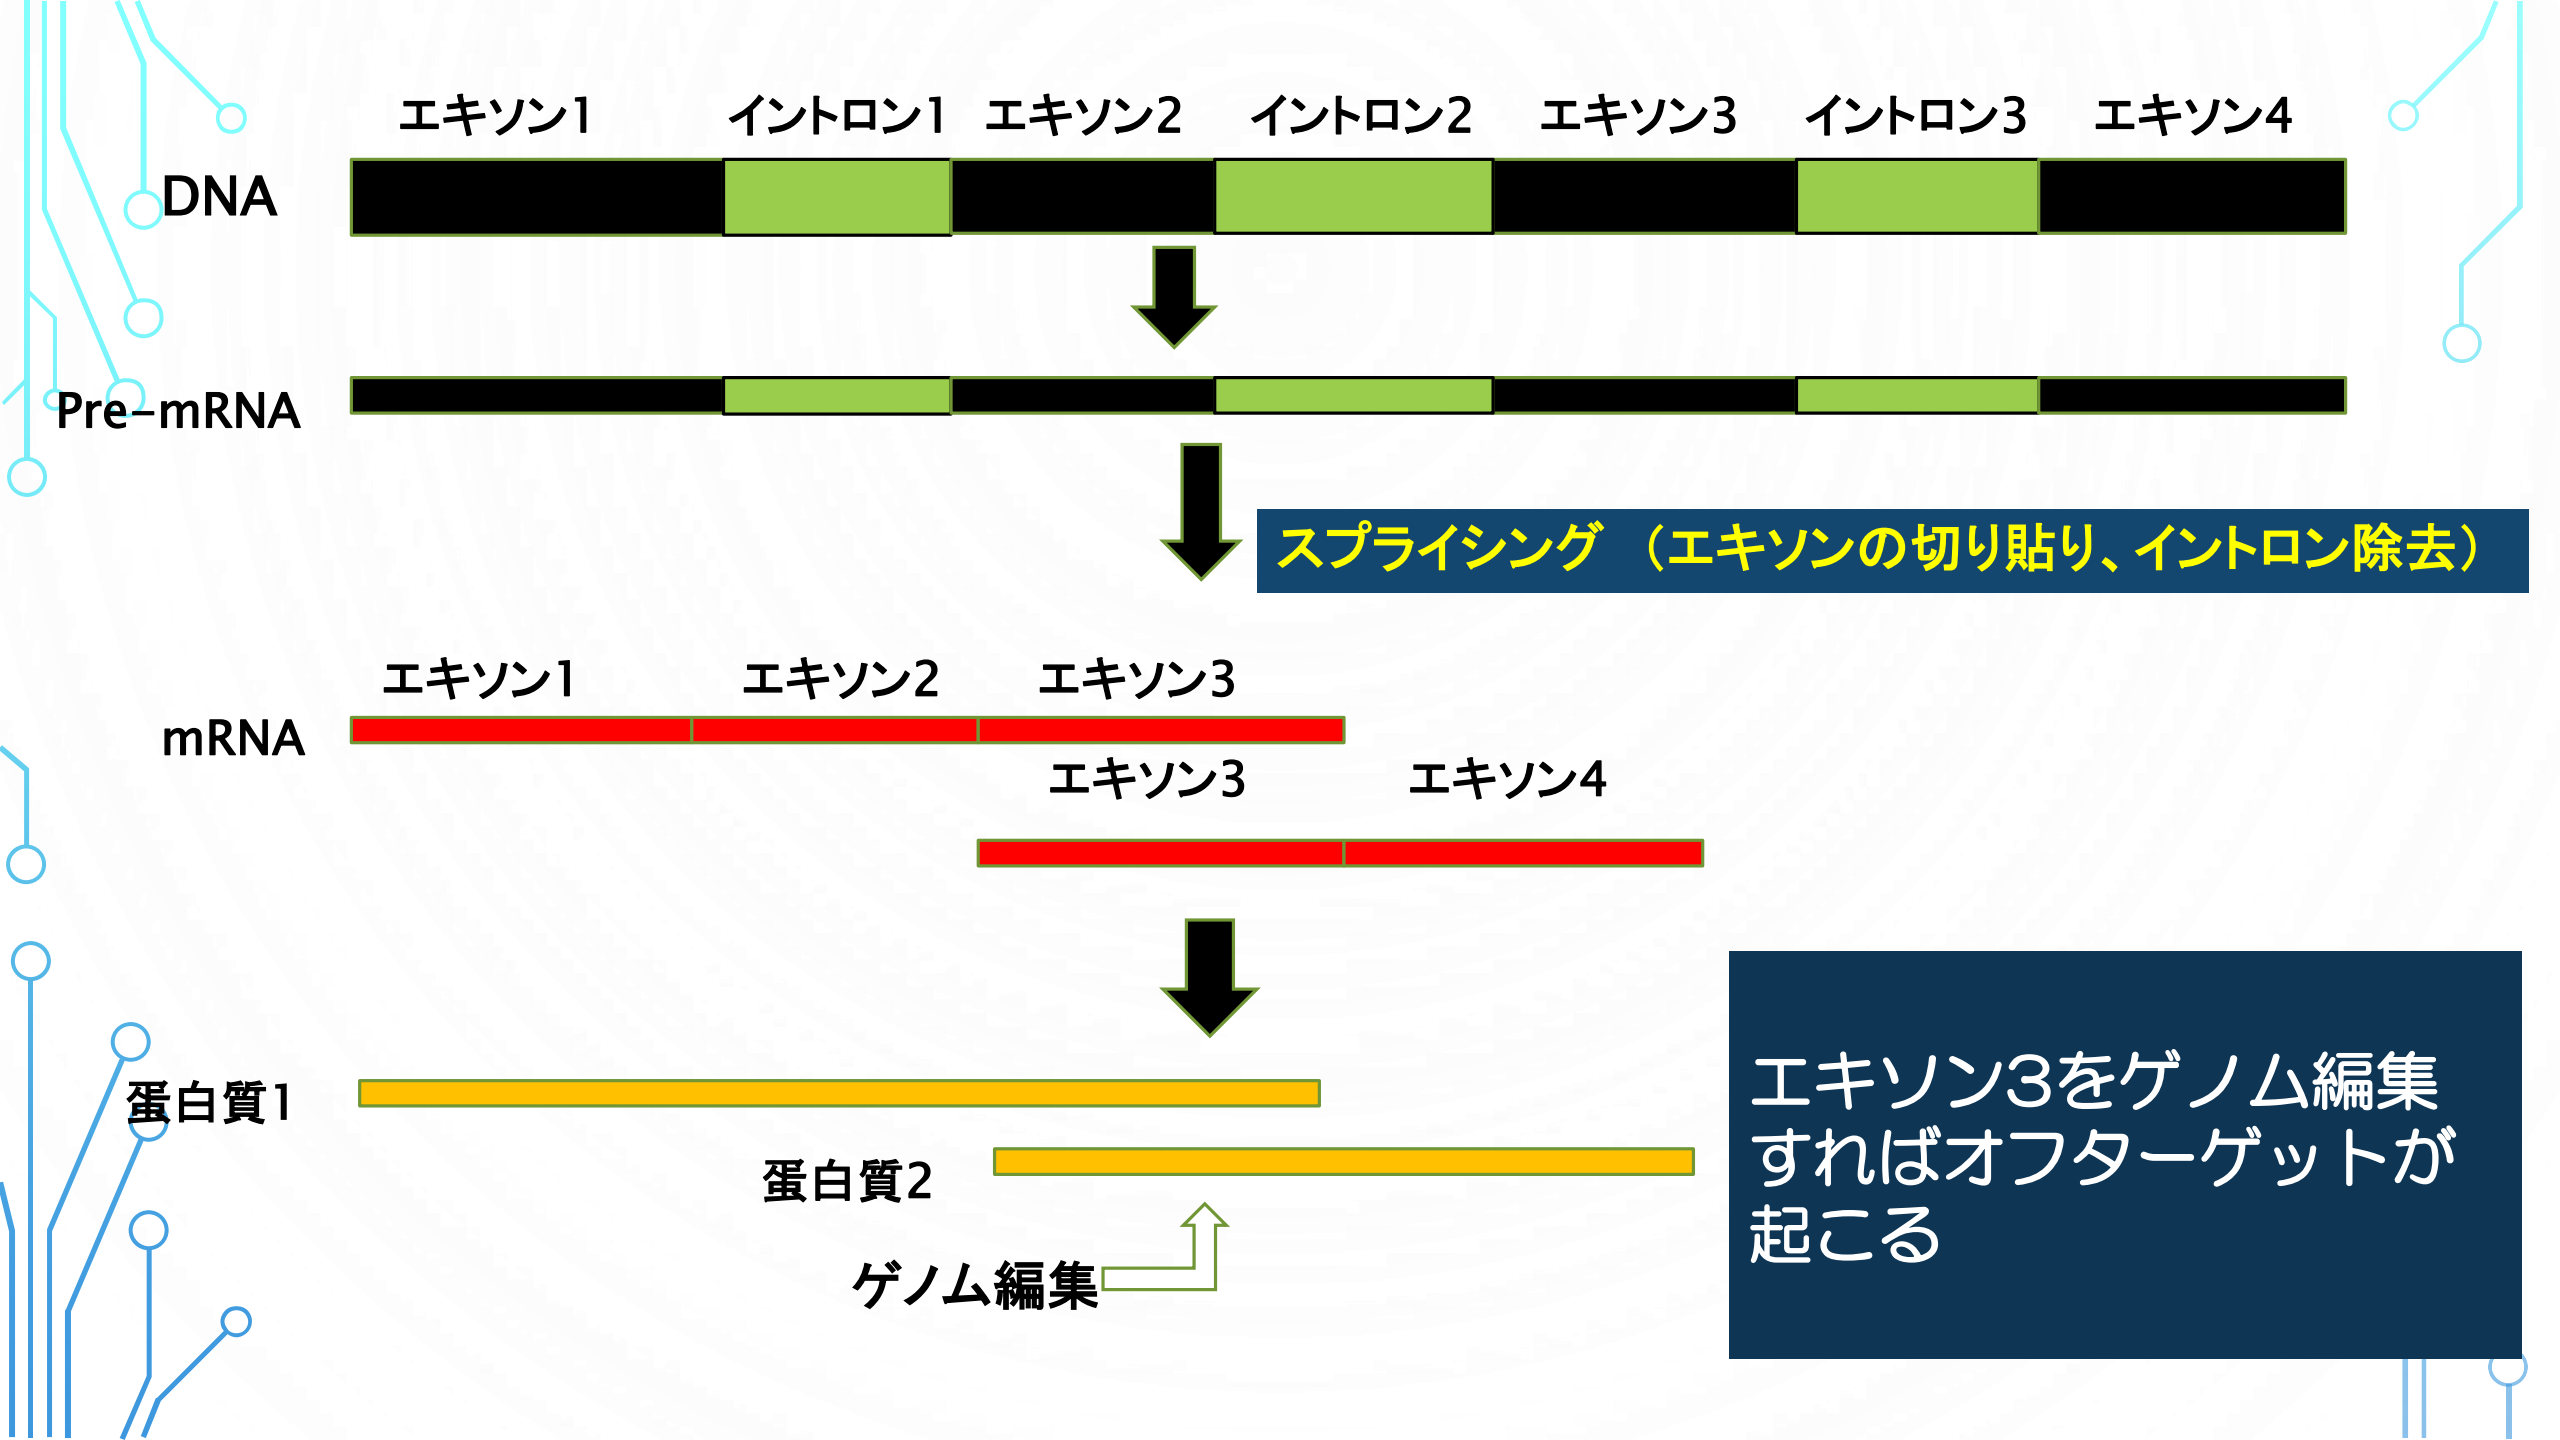 エキソン1 イントロン1 エキソン2 イントロン2 エキソン3 イントロン3 エキソン4
DNA
Pre-mRNA
スプライシング （エキソンの切り貼り、イントロン除去）
エキソン1 エキソン2 エキソン3
mRNA
エキソン3 エキソン4
蛋白質1
蛋白質2
ゲノム編集
エキソン3をゲノム編集
すればオフターゲットが
起こる